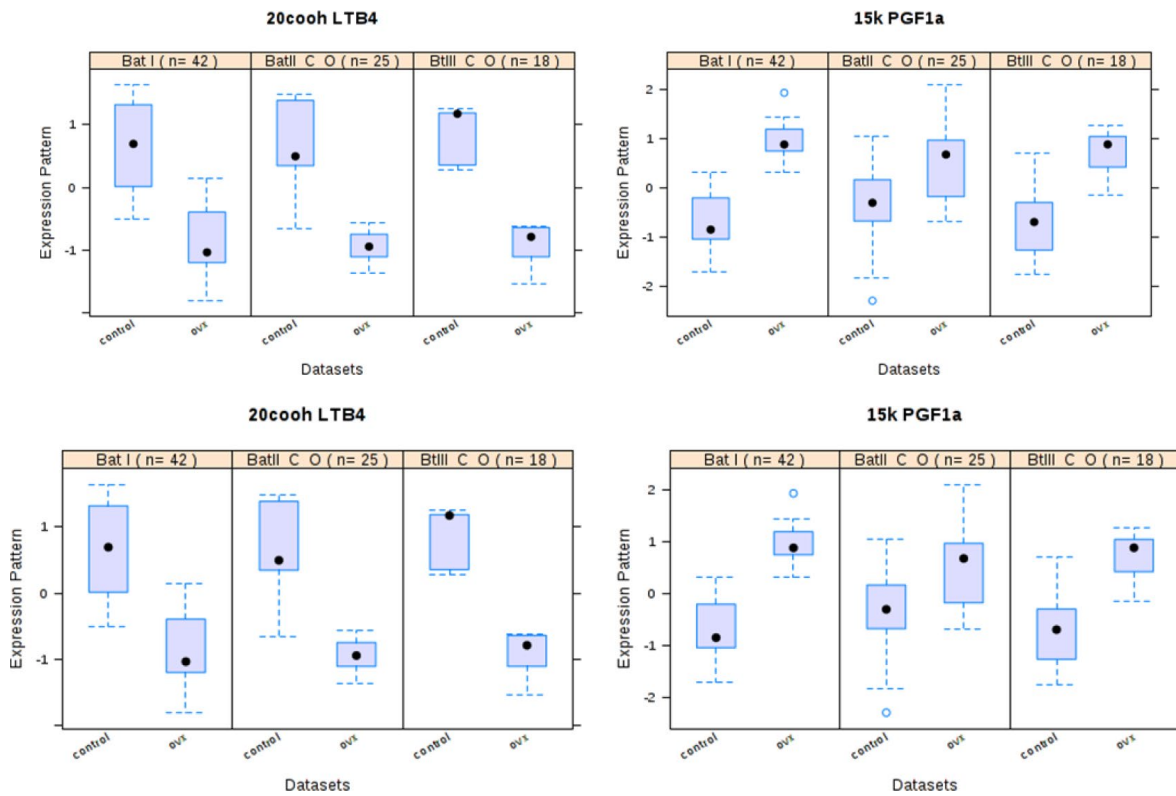 20cooh LTB4
15k PGF1a
Bat I ( n= 42 ) BatII C O ( n= 25 ) BtIII C O ( n= 18 )
Bat I ( n= 42 ) BatII C O ( n= 25 ) BtIII C O ( n= 18 )
Expression Pattern
1
0
-1
Expression Pattern
2
1
0
-1
-2
control ovx control ovx control ovx
control ovx control ovx control ovx
Datasets
Datasets
20cooh LTB4
15k PGF1a
Bat I ( n= 42 ) BatII C O ( n= 25 ) BtIII C O ( n= 18 )
Bat I ( n= 42 ) BatII C O ( n= 25 ) BtIII C O ( n= 18 )
Expression Pattern
1
0
-1
Expression Pattern
2
1
0
-1
-2
control ovx control ovx control ovx
control ovx control ovx control ovx
Datasets
Datasets